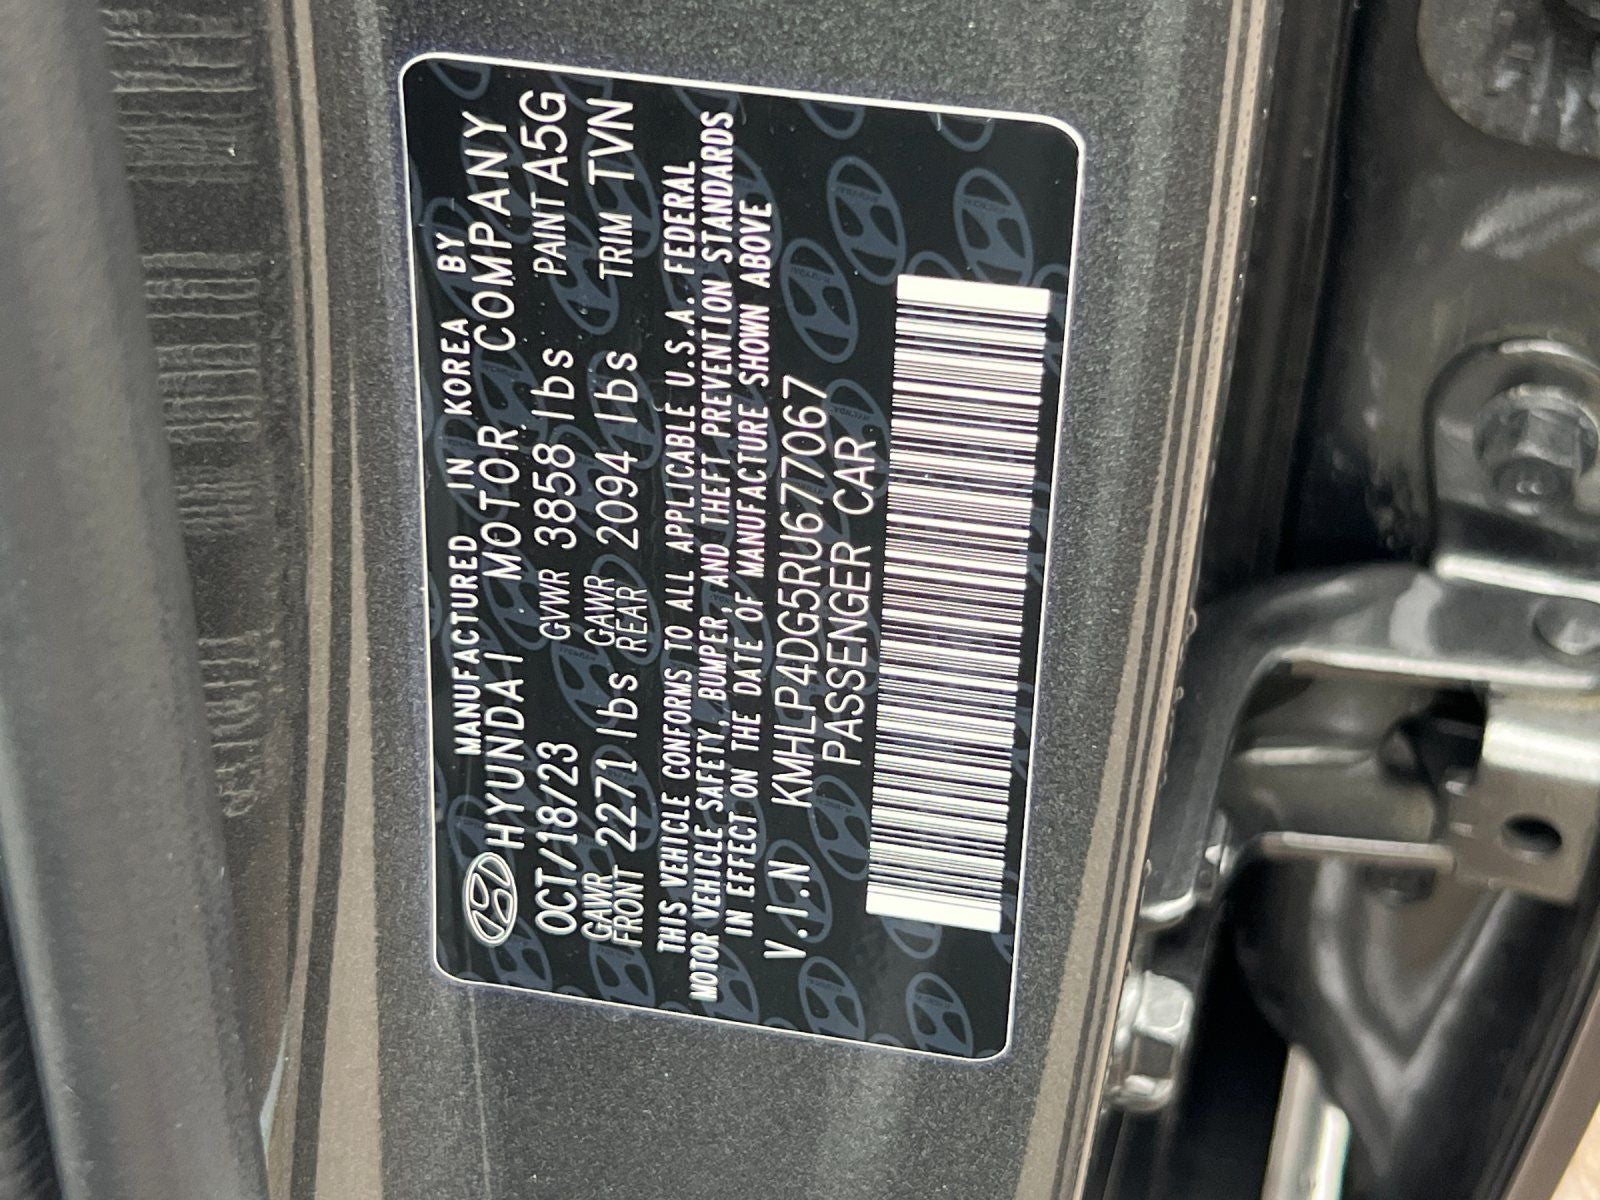 MANUFACTURED IN KOREA BY
HYUNDAI MOTOR COMPANY
OCT/18/23 GVWR 3858 lbs PAINT A5G
GAWR FRONT 2271 lbs GAWR REAR 2094 lbs TRIM TVN
THIS VEHICLE CONFORMS TO ALL APPLICABLE U.S.A. FEDERAL
MOTOR VEHICLE SAFETY, BUMPER, AND THEFT PREVENTION STANDARDS
IN EFFECT ON THE DATE OF MANUFACTURE SHOWN ABOVE
V.I.N KMHLP4DG5RU677067
PASSENGER CAR